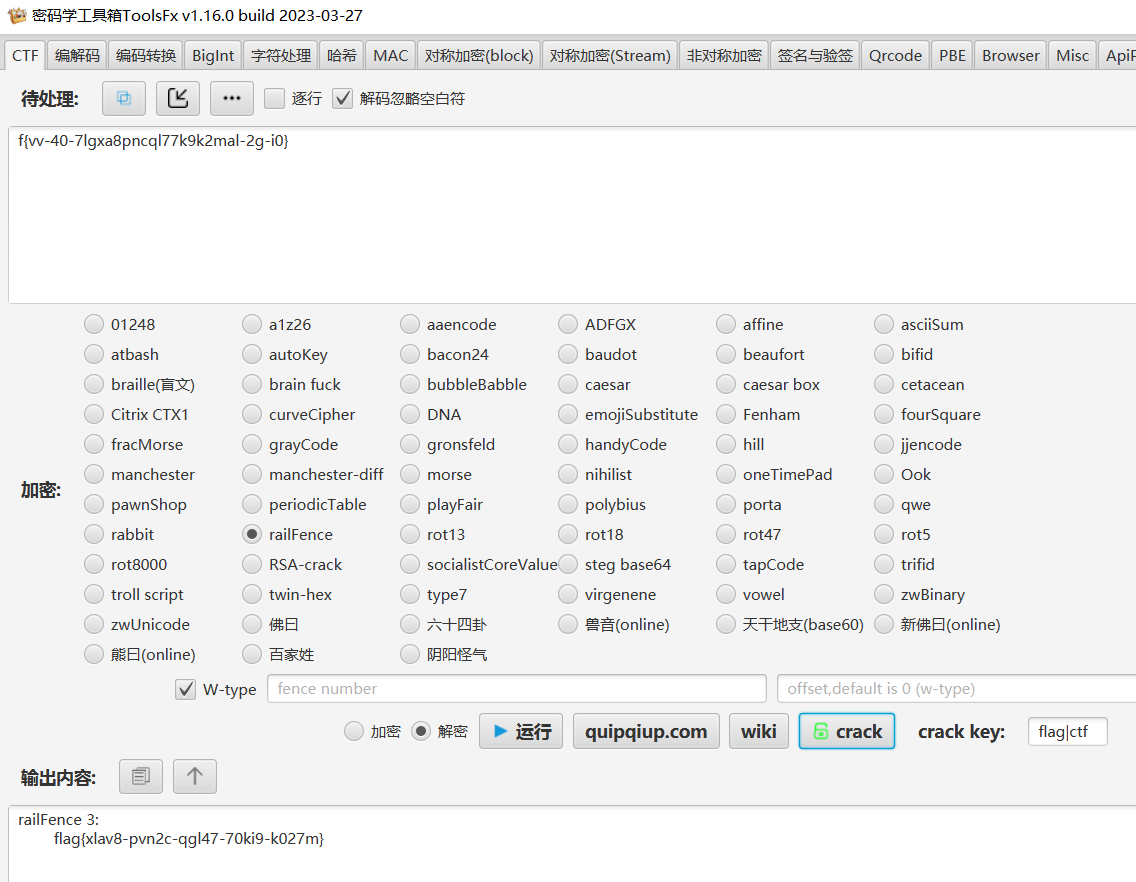 密码学工具箱ToolsFx v1.16.0 build 2023-03-27
CTF 编解码 编码转换 BigInt 字符处理 哈希 MAC 对称加密(block) 对称加密(Stream) 非对称加密 签名与验签 Qrcode PBE Browser Misc ApiP
待处理: 逐行 解码忽略空白符
f{vv-40-7lgxa8pncql77k9k2mal-2g-i0}
01248 a1z26 aaencode ADFGX affine asciiSum
atbash autoKey bacon24 baudot beaufort bifid
braille(盲文) brain fuck bubbleBabble caesar caesar box cetacean
Citrix CTX1 curveCipher DNA emojiSubstitute Fenham fourSquare
fracMorse grayCode gronsfeld handyCode hill jjencode
manchester manchester-diff morse nihilist oneTimePad Ook
加密:
pawnShop periodicTable playFair polybius porta qwe
rabbit railFence rot13 rot18 rot47 rot5
rot8000 RSA-crack socialistCoreValue steg base64 tapCode trifid
troll script twin-hex type7 virgenene vowel zwBinary
zwUnicode 佛曰 六十四卦 兽音(online) 天干地支(base60) 新佛曰(online)
熊曰(online) 百家姓 阴阳怪气
W-type fence number offset,default is 0 (w-type)
加密 解密 运行 quipqiup.com wiki crack crack key: flag|ctf
输出内容:
railFence 3:
flag{xlav8-pvn2c-qgl47-70ki9-k027m}